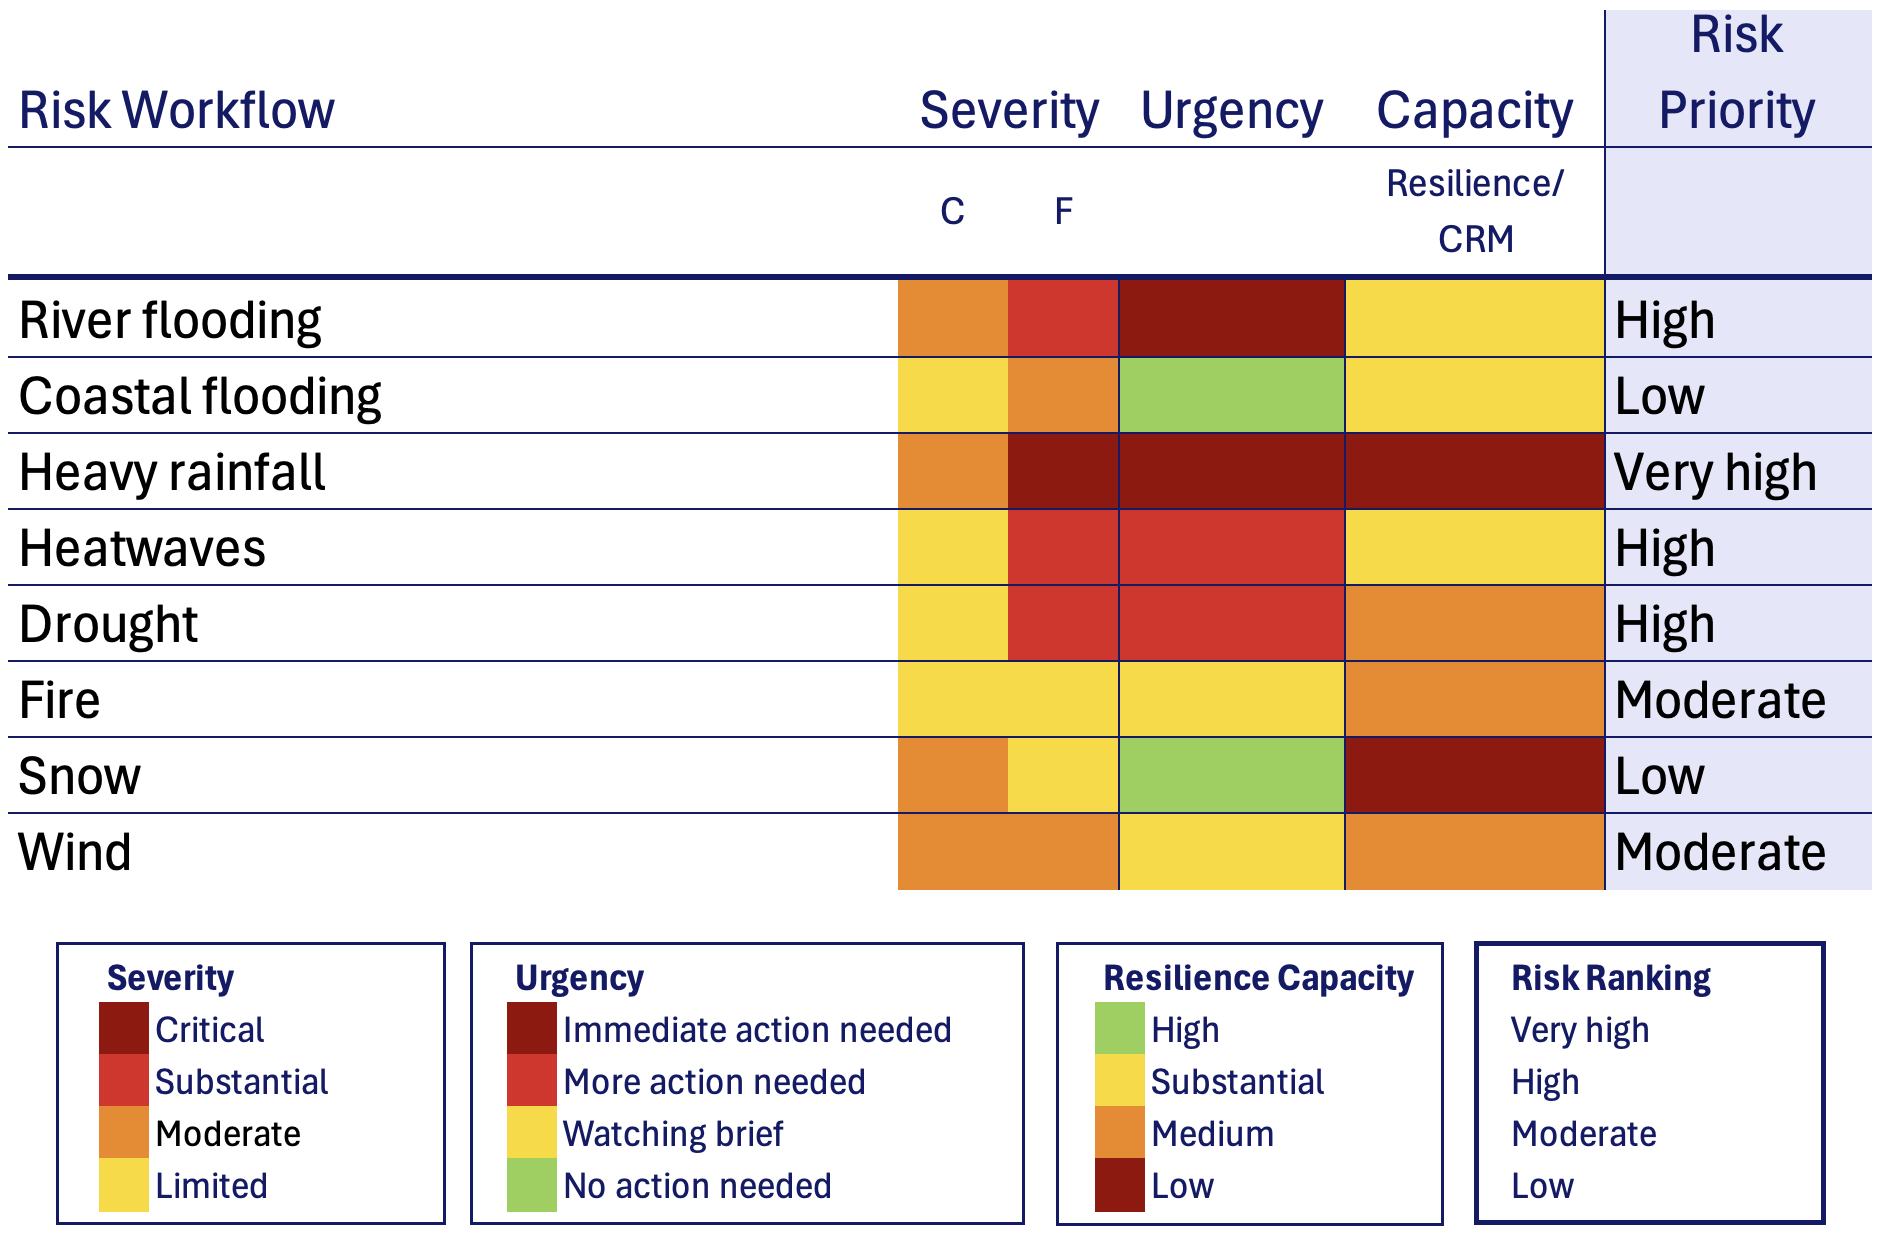 Risk Workflow
Severity
Urgency
Capacity
Risk
Priority
C
F
Resilience/
CRM
River flooding
High
Coastal flooding
Low
Heavy rainfall
Very high
Heatwaves
High
Drought
High
Fire
Moderate
Snow
Low
Wind
Moderate
Severity
Critical
Substantial
Moderate
Limited
Urgency
Immediate action needed
More action needed
Watching brief
No action needed
Resilience Capacity
High
Substantial
Medium
Low
Risk Ranking
Very high
High
Moderate
Low